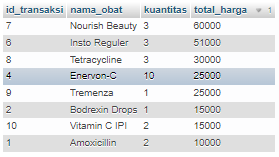 id_transaksi nama_obat kuantitas total_harga 1
7 Nourish Beauty 3 60000
6 Insto Reguler 3 51000
8 Tetracycline 3 30000
4 Enervon-C 10 25000
9 Tremenza 1 25000
2 Bodrexin Drops 1 15000
10 Vitamin C IPI 2 15000
1 Amoxicillin 2 10000